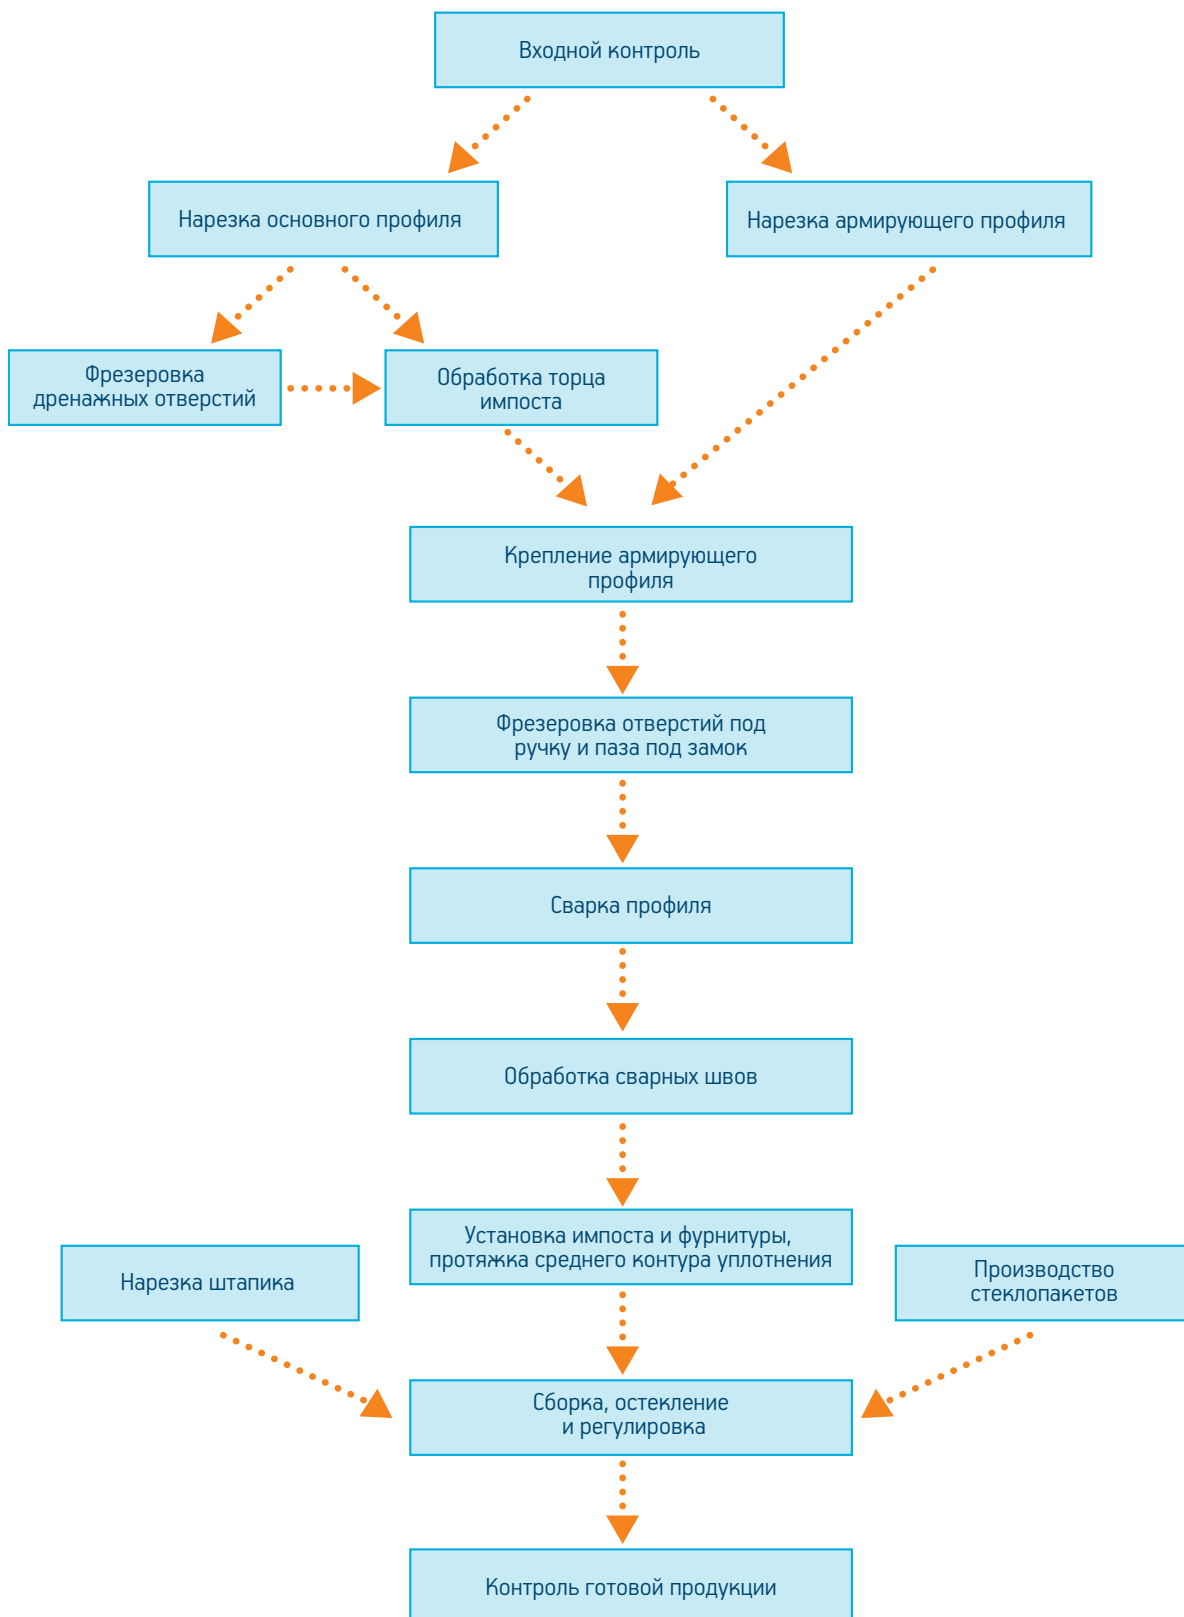 Входной контроль
Нарезка основного профиля
Нарезка армирующего профиля
Фрезеровка
дренажных отверстий
Обработка торца
импоста
Крепление армирующего
профиля
Фрезеровка отверстий под
ручку и паза под замок
Сварка профиля
Обработка сварных швов
Установка импоста и фурнитуры,
протяжка среднего контура уплотнения
Нарезка штапика
Производство
стеклопакетов
Сборка, остекление
и регулировка
Контроль готовой продукции